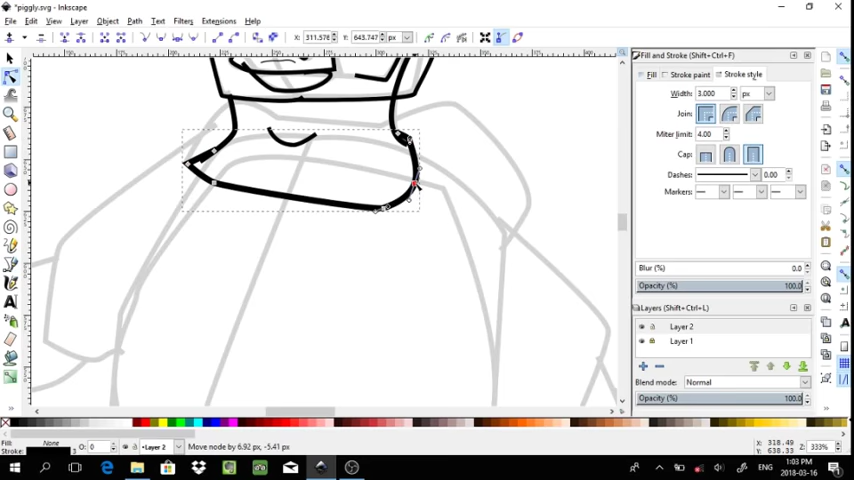 *piggly.svg - Inkscape
File Edit View Layer Object Path Text Filters Extensions Help
X: 311.576 Y: 643.747 px
Fill and Stroke (Shift+Ctrl+F)
Fill Stroke paint Stroke style
Width: 3.000 px
Join:
Miter limit: 4.00
Cap:
Dashes: 0.00
Markers:
Blur (%) 0.0
Opacity (%) 100.0
Layers (Shift+Ctrl+L)
Layer 2
Layer 1
Blend mode: Normal
Opacity (%) 100.0
Fill: None
Stroke: 3
O: 0
Layer 2
Move node by 6.92 px, -5.41 px
X: 318.49
Y: 638.33
Z: 333%
ENG
1:03 PM
2018-03-16